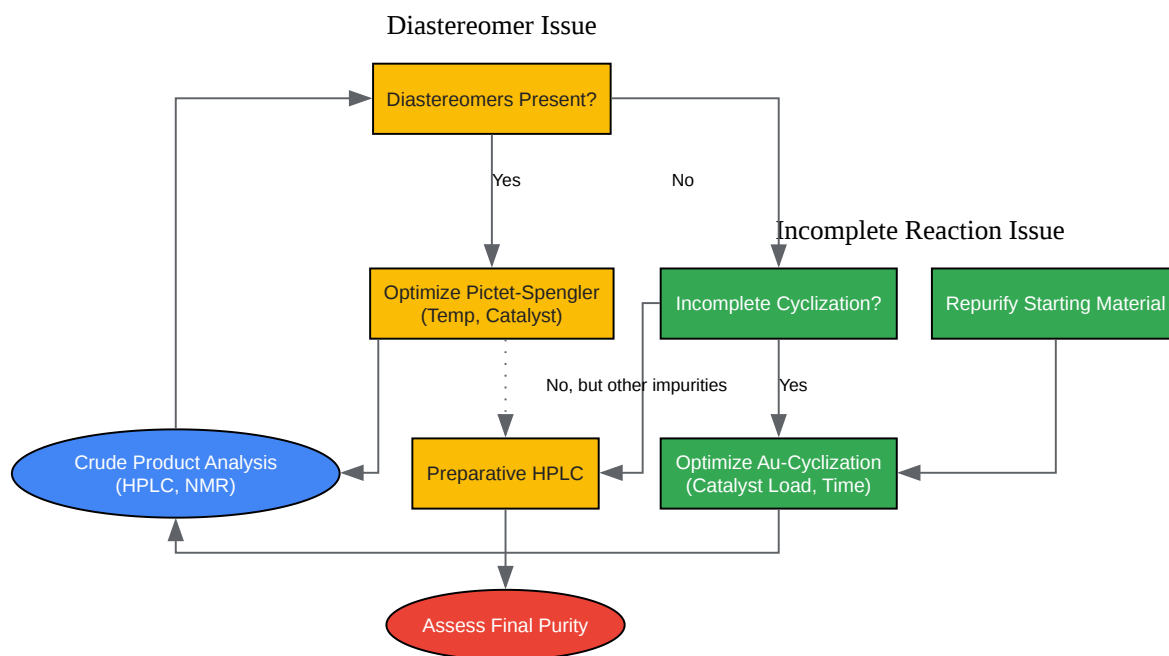 Diastereomer Issue
Diastereomers Present?
Yes
No
Incomplete Reaction Issue
Optimize Pictet-Spengler
(Temp, Catalyst)
Incomplete Cyclization?
Repurify Starting Material
No, but other impurities
Yes
Crude Product Analysis
(HPLC, NMR)
Preparative HPLC
Optimize Au-Cyclization
(Catalyst Load, Time)
Assess Final Purity